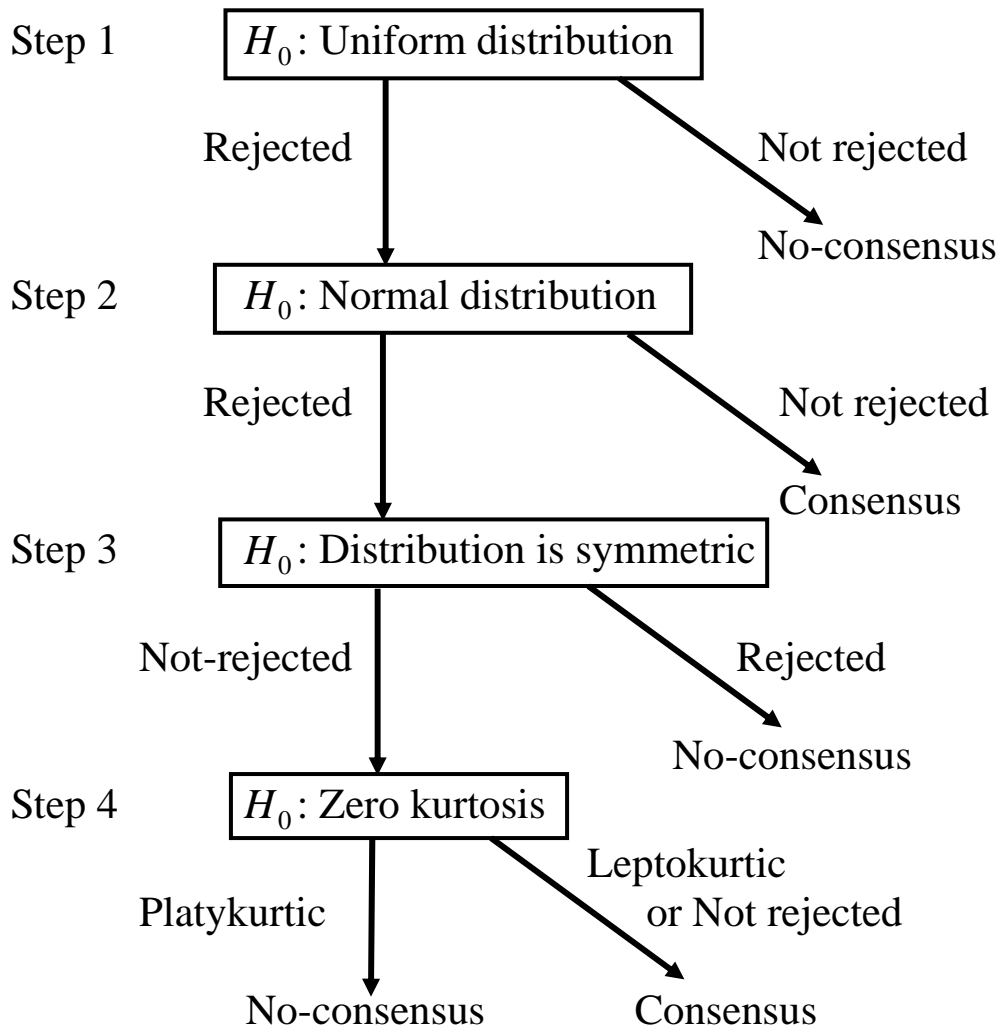 Step 1
H₀: Uniform distribution
Rejected
Not rejected
No-consensus
Step 2
H₀: Normal distribution
Rejected
Not rejected
Consensus
Step 3
H₀: Distribution is symmetric
Not-rejected
Rejected
No-consensus
Step 4
H₀: Zero kurtosis
Platykurtic
Leptokurtic
or Not rejected
No-consensus
Consensus